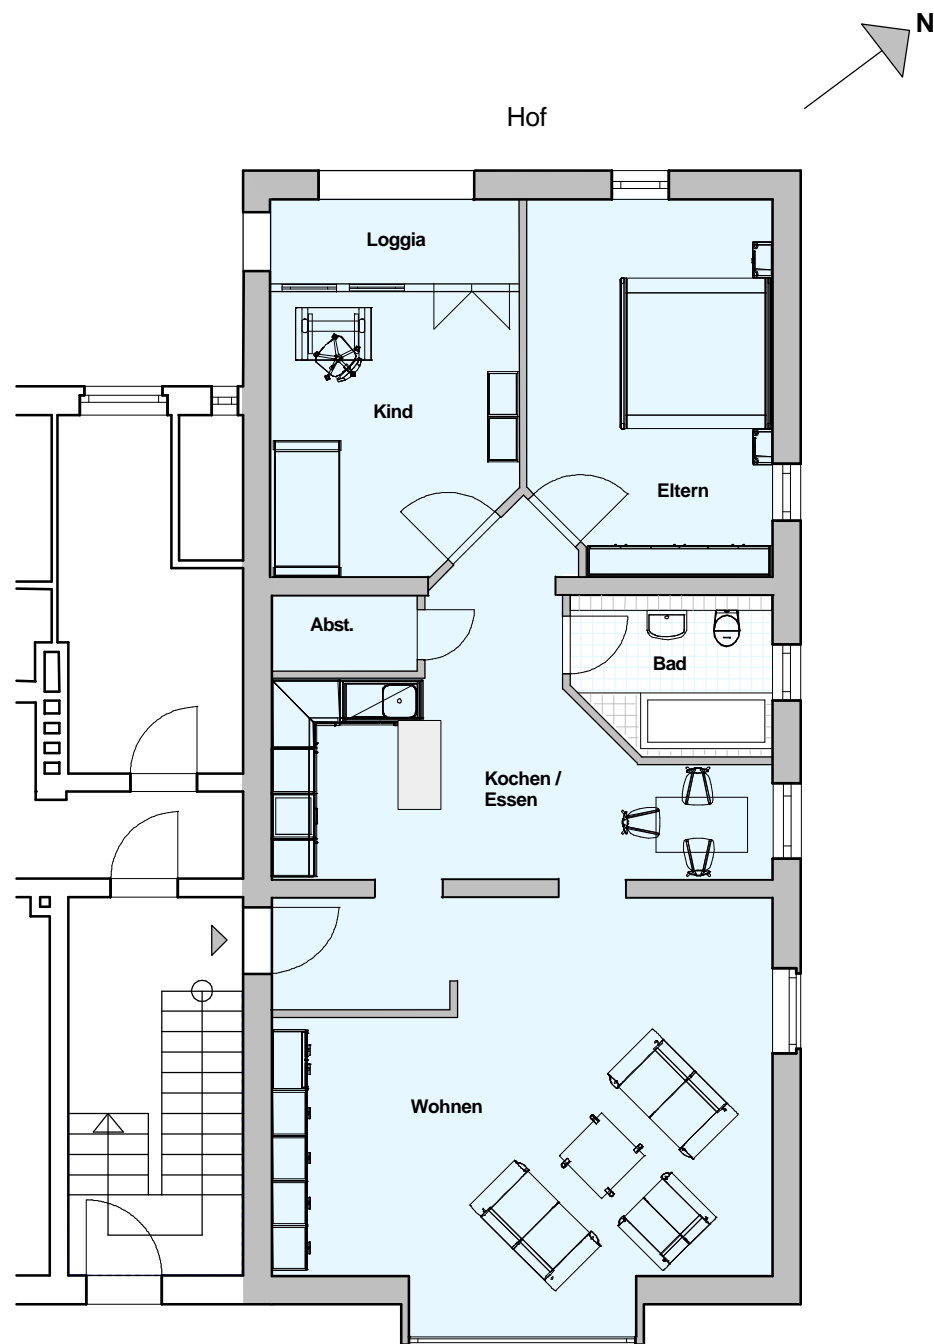 N
Hof
Loggia
Kind
Eltern
Abst.
Bad
Kochen /
Essen
Wohnen